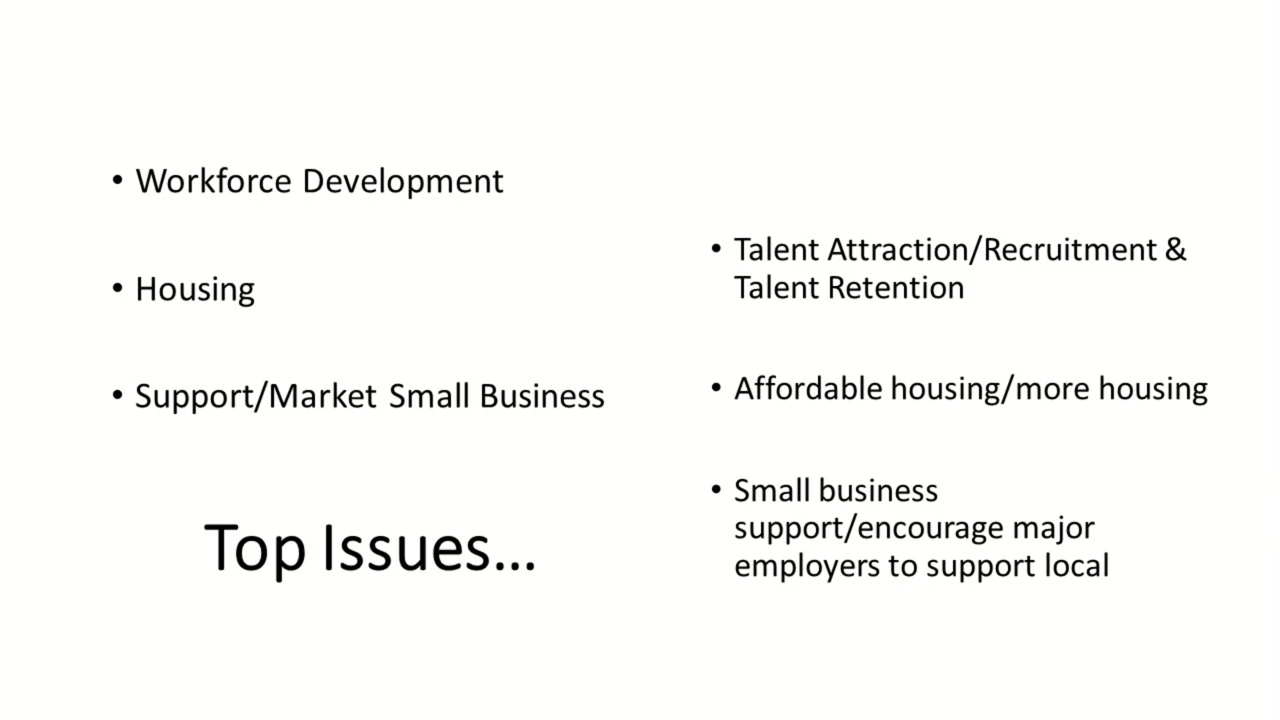 • Workforce Development
• Housing
• Support/Market Small Business
Top Issues...
• Talent Attraction/Recruitment &
Talent Retention
• Affordable housing/more housing
• Small business
support/encourage major
employers to support local